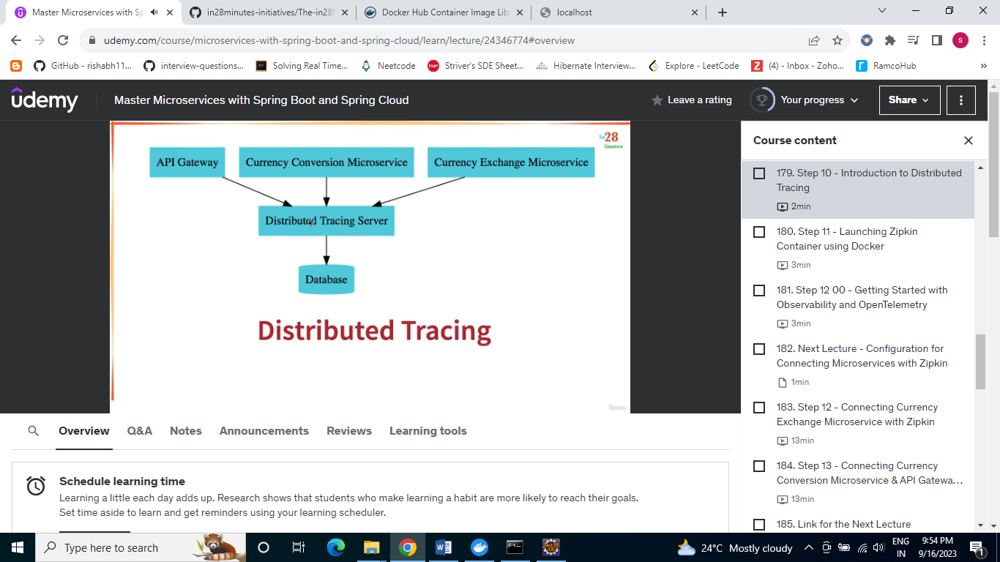 Master Microservices with Sp
in28minutes-initiatives/The-in28
Docker Hub Container Image Lib
localhost
udemy.com/course/microservices-with-spring-boot-and-spring-cloud/learn/lecture/24346774#overview
S
GitHub - rishabh11...
interview-questions...
Solving Real Time...
Neetcode
TUF Striver's SDE Sheet...
Hibernate Interview...
Explore - LeetCode
(4) - Inbox - Zoho...
RamcoHub
»
ûdemy
Master Microservices with Spring Boot and Spring Cloud
Leave a rating
Your progress
Share
In 28 Minutes
API Gateway
Currency Conversion Microservice
Currency Exchange Microservice
Distributed Tracing Server
Database
Distributed Tracing
Udemy
Course content
179. Step 10 - Introduction to Distributed
Tracing
2min
180. Step 11 - Launching Zipkin
Container using Docker
3min
181. Step 12 00 - Getting Started with
Observability and OpenTelemetry
3min
182. Next Lecture - Configuration for
Connecting Microservices with Zipkin
1min
183. Step 12 - Connecting Currency
Exchange Microservice with Zipkin
13min
184. Step 13 - Connecting Currency
Conversion Microservice & API Gatewa...
13min
185. Link for the Next Lecture
Overview
Q&A
Notes
Announcements
Reviews
Learning tools
Schedule learning time
Learning a little each day adds up. Research shows that students who make learning a habit are more likely to reach their goals.
Set time aside to learn and get reminders using your learning scheduler.
Type here to search
24°C Mostly cloudy
ENG
IN
9:54 PM
9/16/2023
1